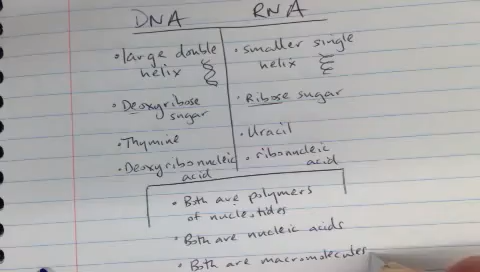 DNA RNA
• large double • smaller single
helix helix
• Deoxyribose • Ribose sugar
sugar
• Thymine • Uracil
• Deoxyribonucleic • ribonucleic
acid acid
• Both are polymers
of nucleotides
• Both are nucleic acids
• Both are macromolecules